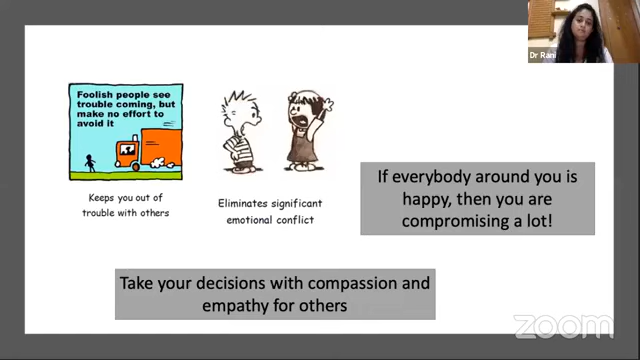 Dr Rani
Foolish people see
trouble coming, but
make no effort to
avoid it
Keeps you out of
trouble with others
Eliminates significant
emotional conflict
If everybody around you is
happy, then you are
compromising a lot!
Take your decisions with compassion and
empathy for others
zoom